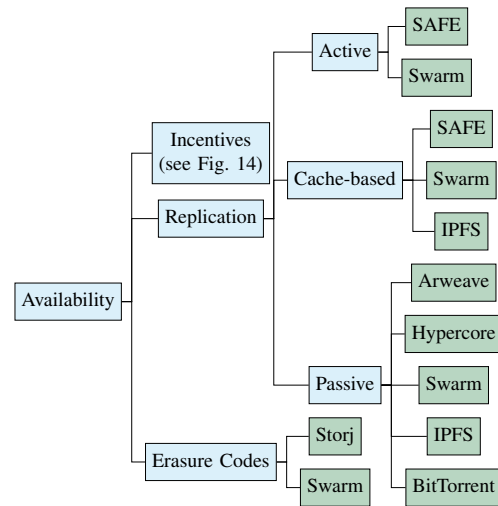 SAFE
Active
Swarm
SAFE
Incentives
(see Fig. 14)
Cache-based
Swarm
Replication
IPFS
Arweave
Availability
Hypercore
Passive
Swarm
Storj
IPFS
Erasure Codes
Swarm
BitTorrent